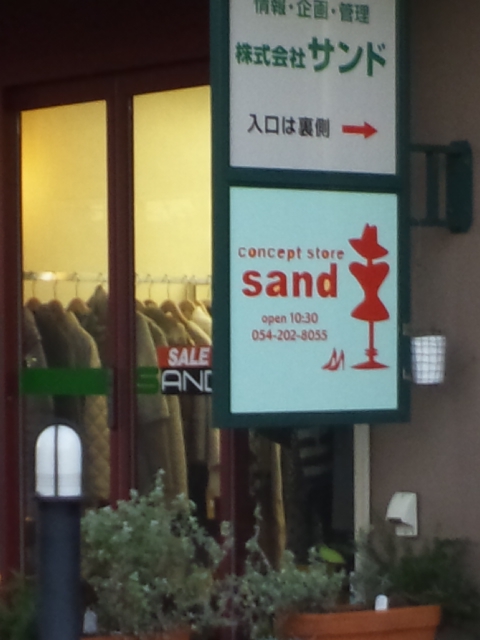 情報・企画・管理
株式会社サンド
入口は裏側
concept store
sand
open 10:30
054-202-8055
SALE
SAND